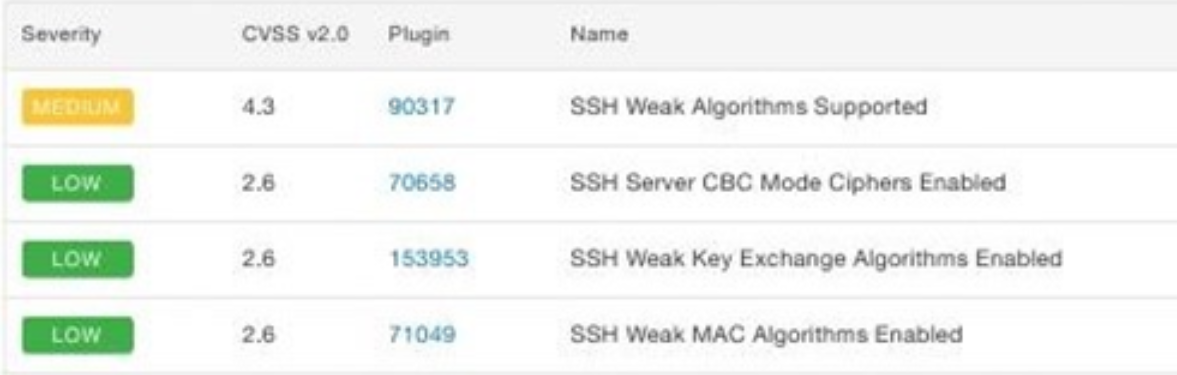 Severity CVSS v2.0 Plugin Name
MEDIUM 4.3 90317 SSH Weak Algorithms Supported
LOW 2.6 70658 SSH Server CBC Mode Ciphers Enabled
LOW 2.6 153953 SSH Weak Key Exchange Algorithms Enabled
LOW 2.6 71049 SSH Weak MAC Algorithms Enabled